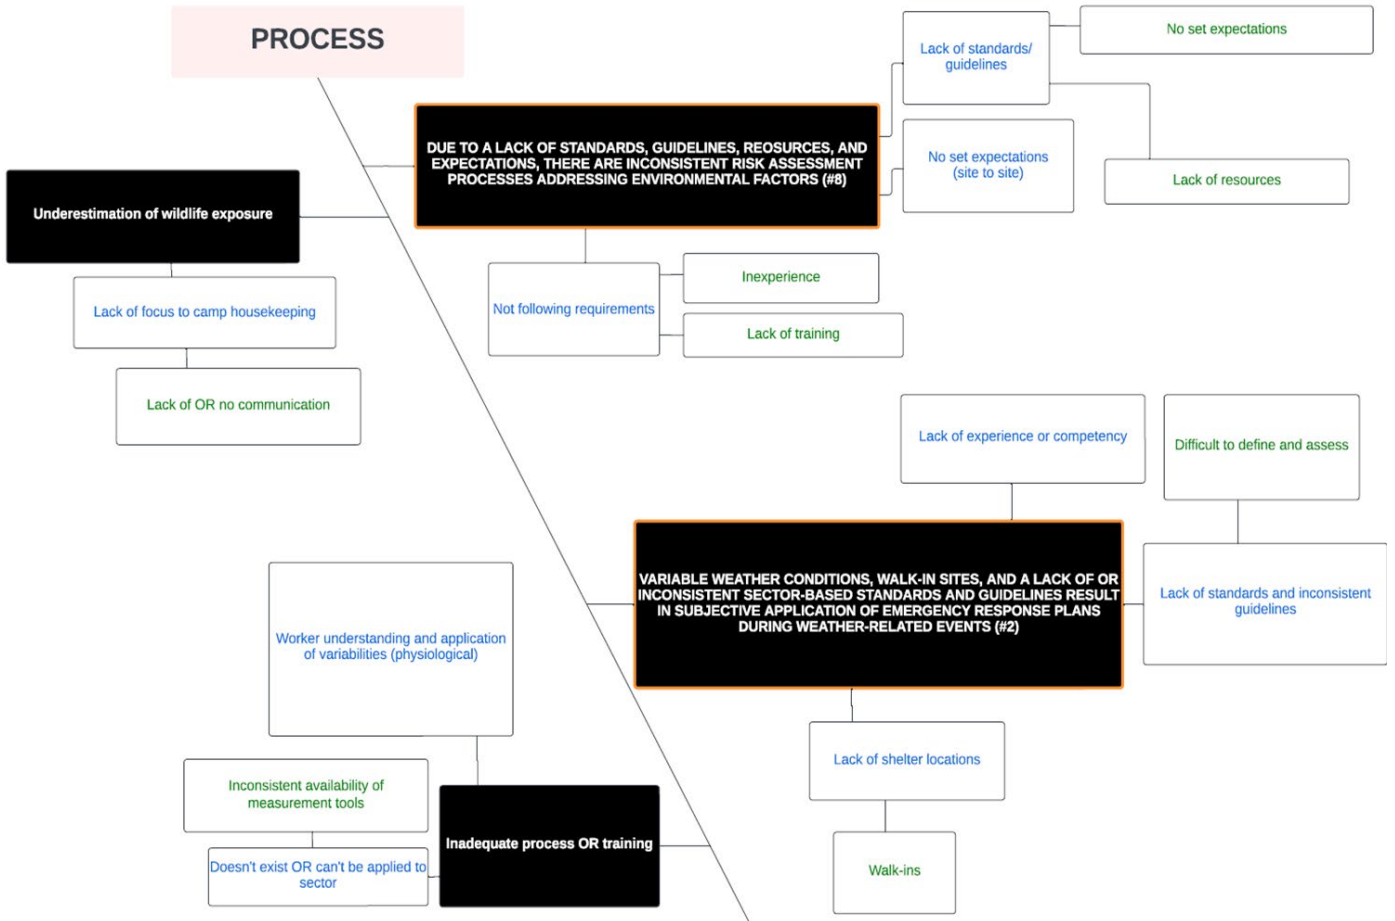 PROCESS
No set expectations
Lack of standards/
guidelines
DUE TO A LACK OF STANDARDS, GUIDELINES, REOSURCES, AND
EXPECTATIONS, THERE ARE INCONSISTENT RISK ASSESSMENT
PROCESSES ADDRESSING ENVIRONMENTAL FACTORS (#8)
No set expectations
(site to site)
Lack of resources
Underestimation of wildlife exposure
Lack of focus to camp housekeeping
Lack of OR no communication
Not following requirements
Inexperience
Lack of training
Lack of experience or competency
Difficult to define and assess
VARIABLE WEATHER CONDITIONS, WALK-IN SITES, AND A LACK OF OR
INCONSISTENT SECTOR-BASED STANDARDS AND GUIDELINES RESULT
IN SUBJECTIVE APPLICATION OF EMERGENCY RESPONSE PLANS
DURING WEATHER-RELATED EVENTS (#2)
Lack of standards and inconsistent
guidelines
Worker understanding and application
of variabilities (physiological)
Lack of shelter locations
Walk-ins
Inconsistent availability of
measurement tools
Inadequate process OR training
Doesn't exist OR can't be applied to
sector